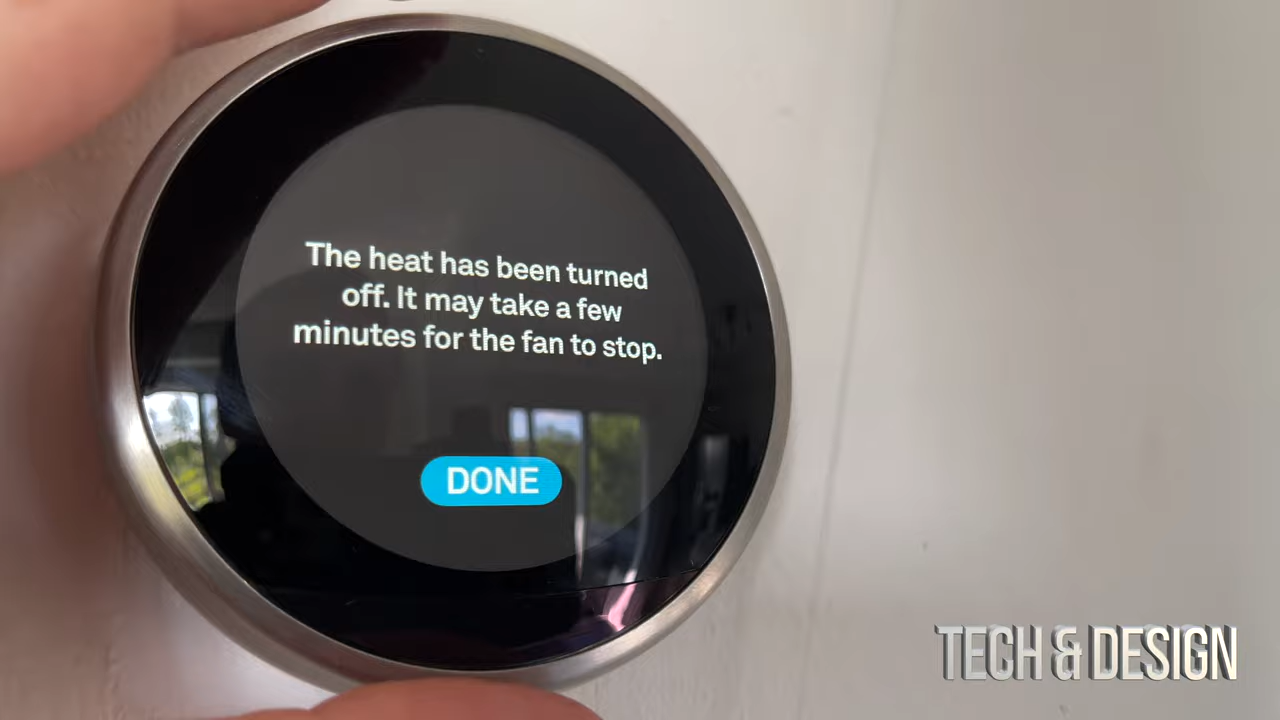 The heat has been turned
off. It may take a few
minutes for the fan to stop.
DONE
TECH & DESIGN